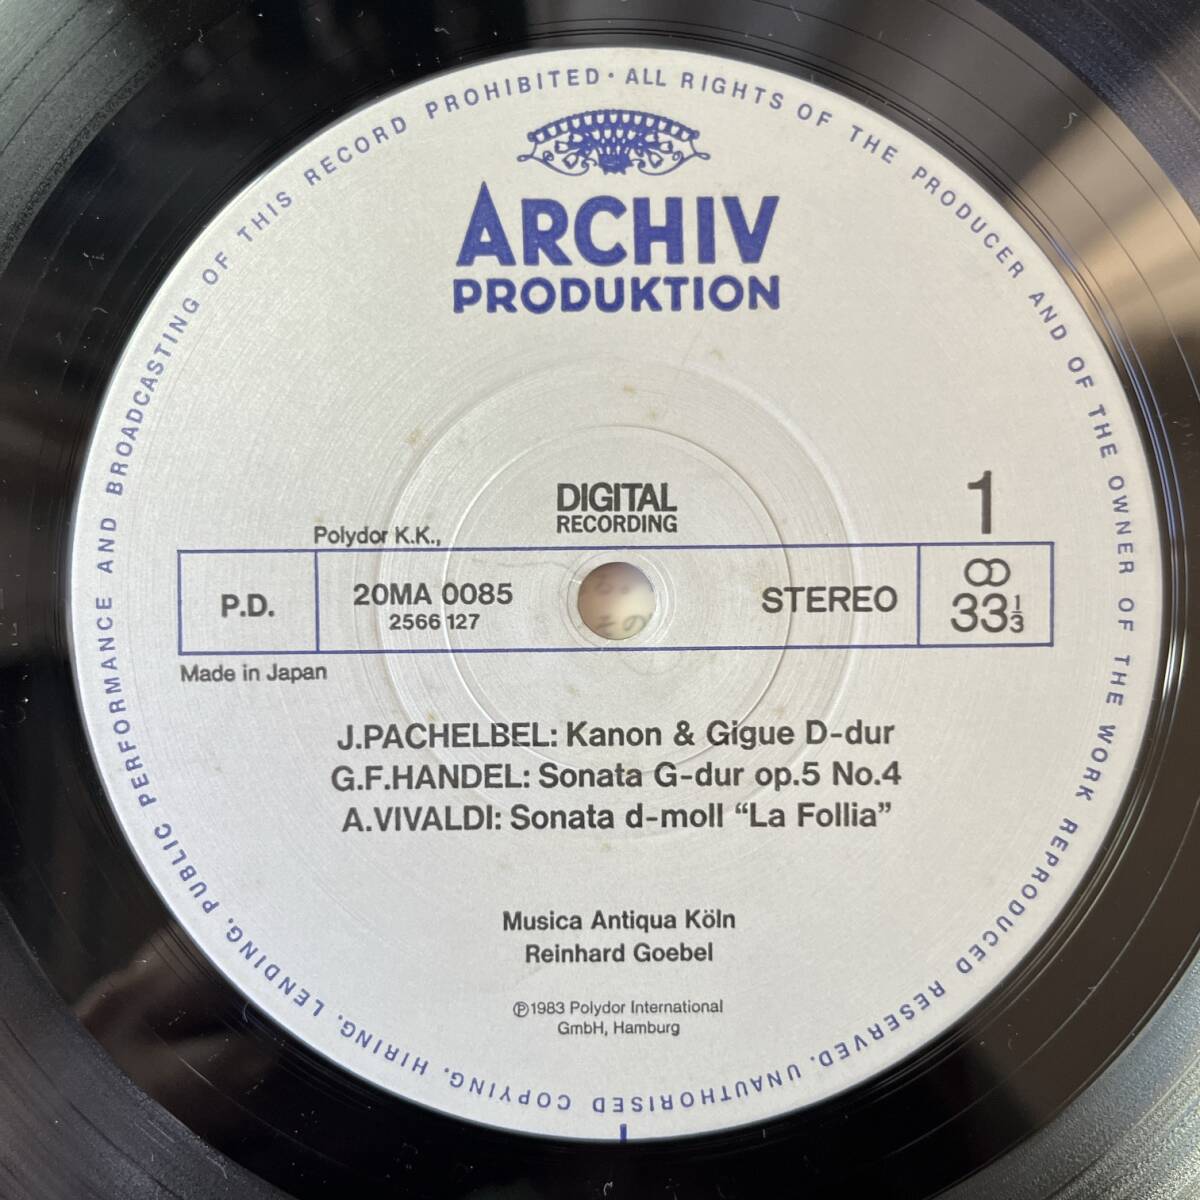 ALL RIGHTS OF THE PRODUCER AND OF THE OWNER OF THE WORK REPRODUCED RESERVED. UNAUTHORISED COPYING, HIRING, LENDING, PUBLIC PERFORMANCE AND BROADCASTING OF THIS RECORD PROHIBITED ·
ARCHIV
PRODUKTION
DIGITAL
RECORDING
1
Polydor K.K.,
P.D.
20MA 0085
2566 127
STEREO
33 1/3
Made in Japan
J.PACHELBEL: Kanon & Gigue D-dur
G.F.HANDEL: Sonata G-dur op.5 No.4
A.VIVALDI: Sonata d-moll “La Follia”
Musica Antiqua Köln
Reinhard Goebel
℗1983 Polydor International
GmbH, Hamburg